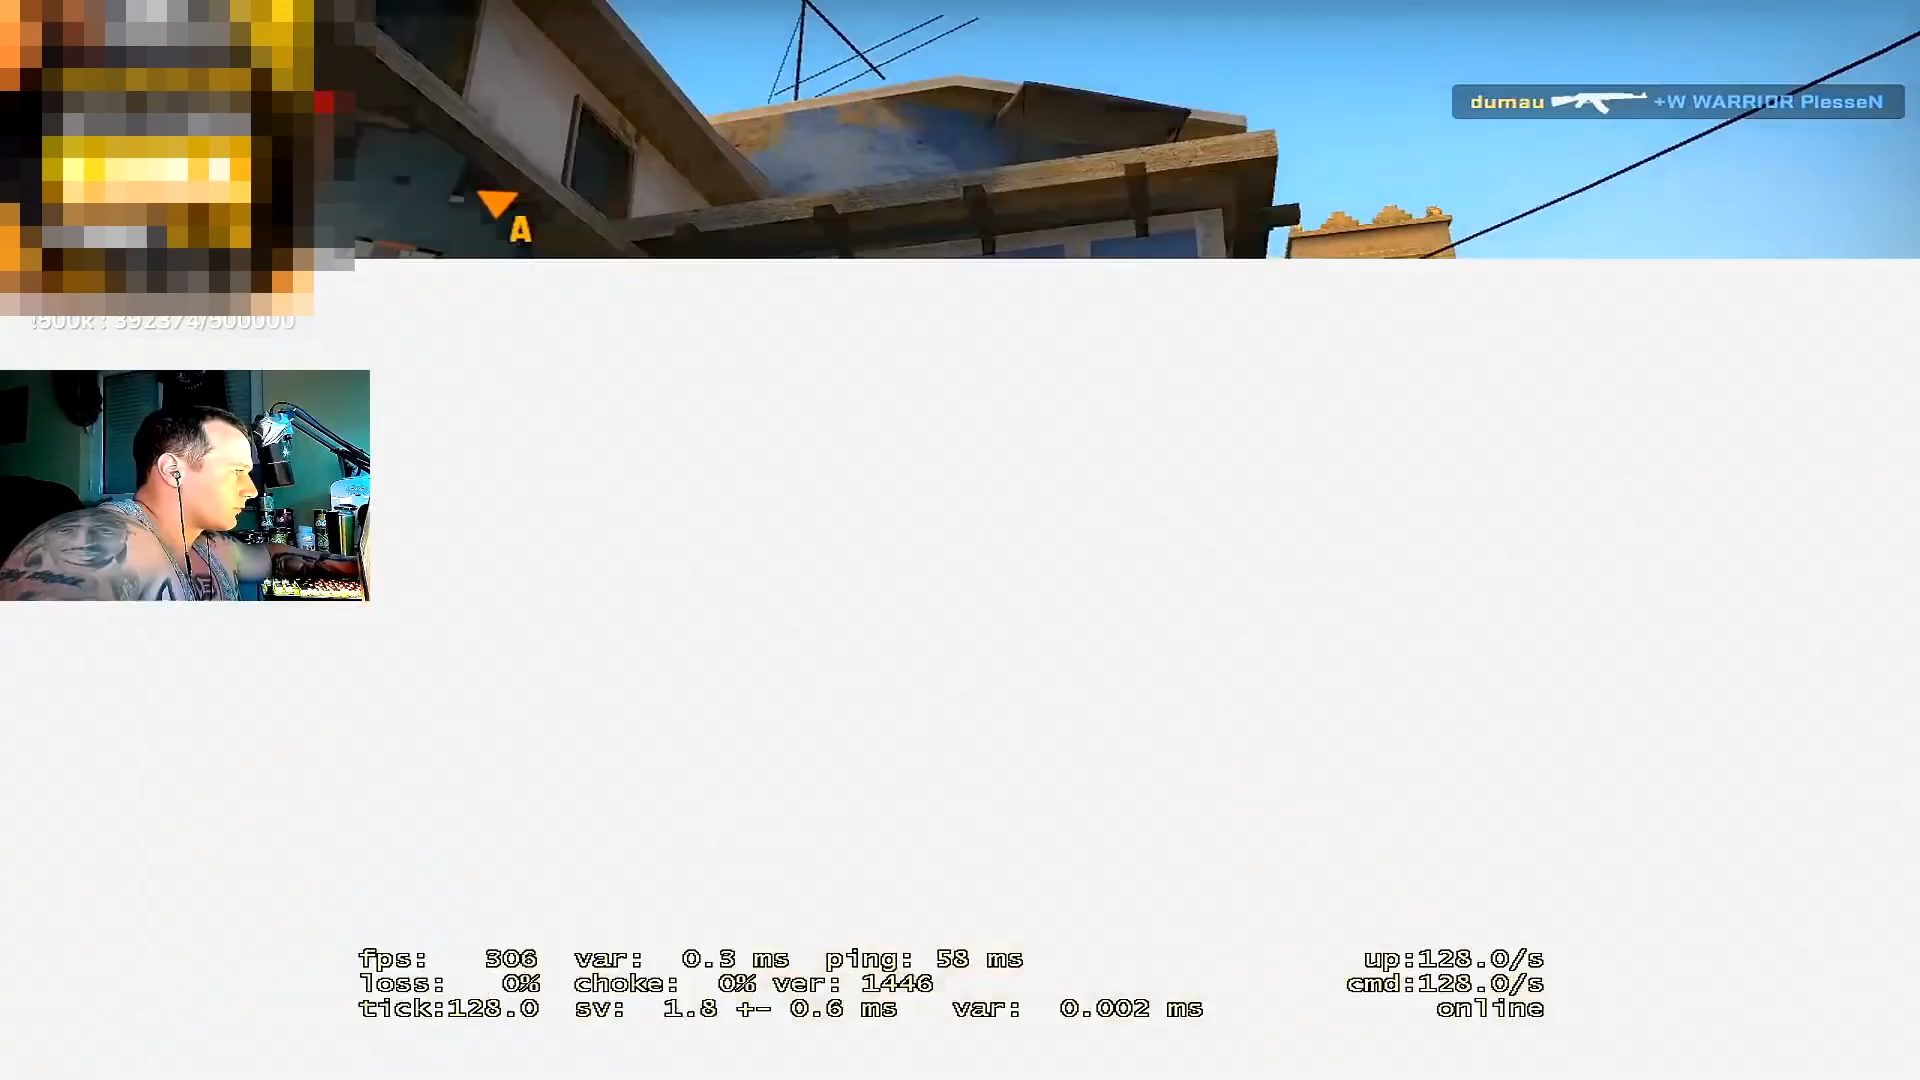 dumau +W WARRIOR PlesseN
A
!500k : 392374/500000
fps: 306 var: 0.3 ms ping: 58 ms up:128.0/s
loss: 0% choke: 0% ver: 1446 cmd:128.0/s
tick:128.0 sv: 1.8 +- 0.6 ms var: 0.002 ms online